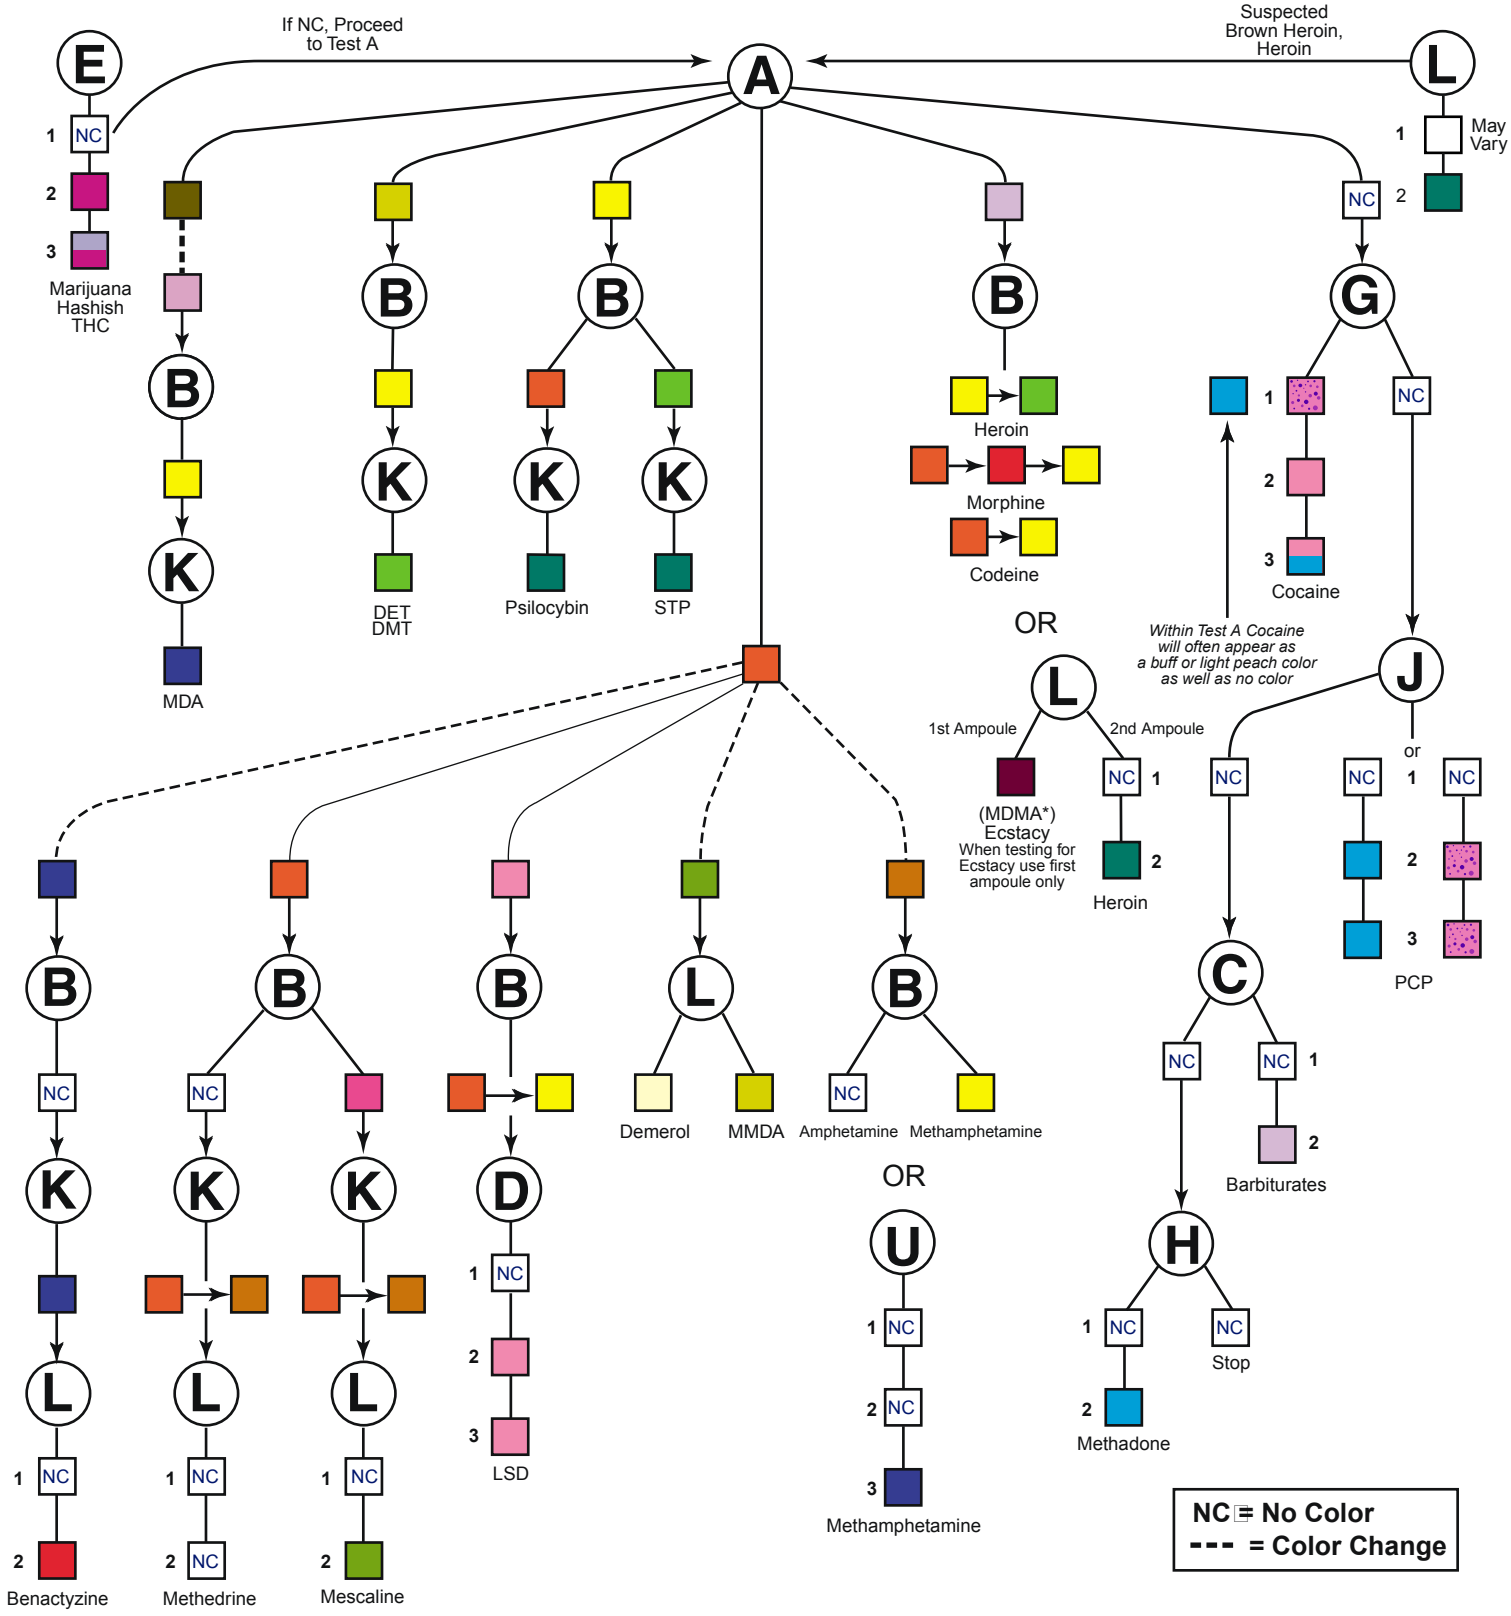 If NC, Proceed
to Test A
Suspected
Brown Heroin,
Heroin
E
A
L
1 NC
2
3
Marijuana
Hashish
THC
1 May
Vary
2
NC
B
B
B
G
B
K
K
K
K
MDA
DET
DMT
Psilocybin
STP
Heroin
Morphine
Codeine
1 NC
2
3
Cocaine
Within Test A Cocaine
will often appear as
a buff or light peach color
as well as no color
OR
L
1st Ampoule
2nd Ampoule
(MDMA*)
Ecstacy
When testing for
Ecstacy use first
ampoule only
NC 1
2
Heroin
J
or
NC
NC 1 NC
2
3
PCP
B
B
B
L
B
C
NC
NC
Demerol
MMDA
NC
Amphetamine
Methamphetamine
NC
NC 1
2
Barbiturates
K
K
K
D
OR
U
H
1 NC
2
3
LSD
1 NC
2 NC
3
Methamphetamine
1 NC
2
Methadone
NC
Stop
L
L
L
1 NC
2
Benactyzine
1 NC
2 NC
Methedrine
1 NC
2
Mescaline
NC = No Color
--- = Color Change